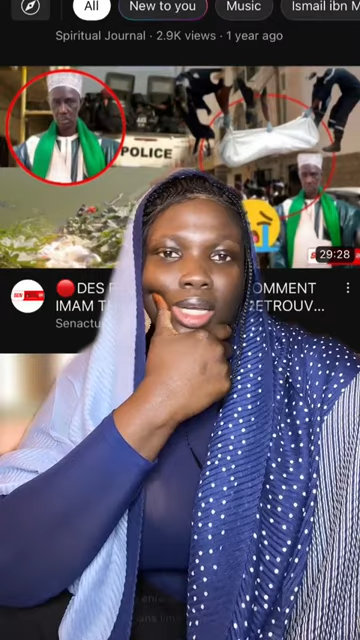 All
New to you
Music
Ismail ibn M
Spiritual Journal · 2.9K views · 1 year ago
POLICE
29:28
DES
OMMENT
IMAM
RETROUV...
Senactu